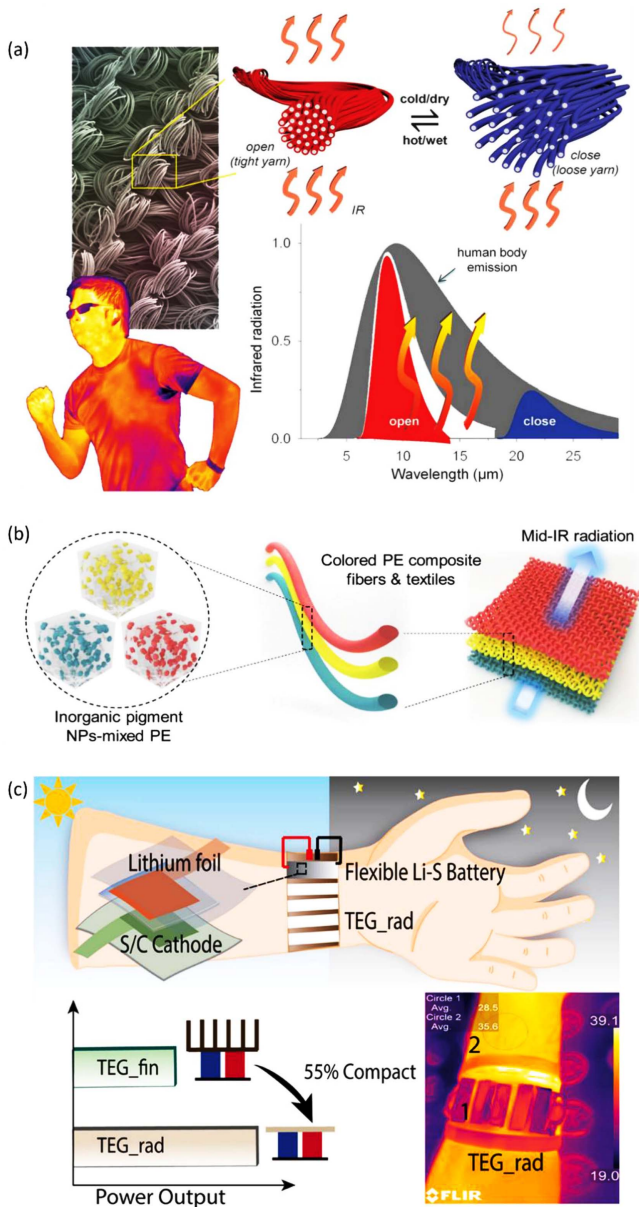 (a)
cold/dry
hot/wet
open
(tight yarn)
close
(loose yarn)
IR
1.0
0.5
0.0
Infrared radiation
human body
emission
open
close
5
10
15
20
25
Wavelength (μm)
(b)
Mid-IR radiation
Colored PE composite
fibers & textiles
Inorganic pigment
NPs-mixed PE
(c)
Lithium foil
Flexible Li-S Battery
S/C Cathode
TEG_rad
TEG_fin
55% Compact
TEG_rad
Power Output
Circle 1
Avg. 28.5
Circle 2
Avg. 35.6
39.1
2
1
TEG_rad
19.0
FLIR